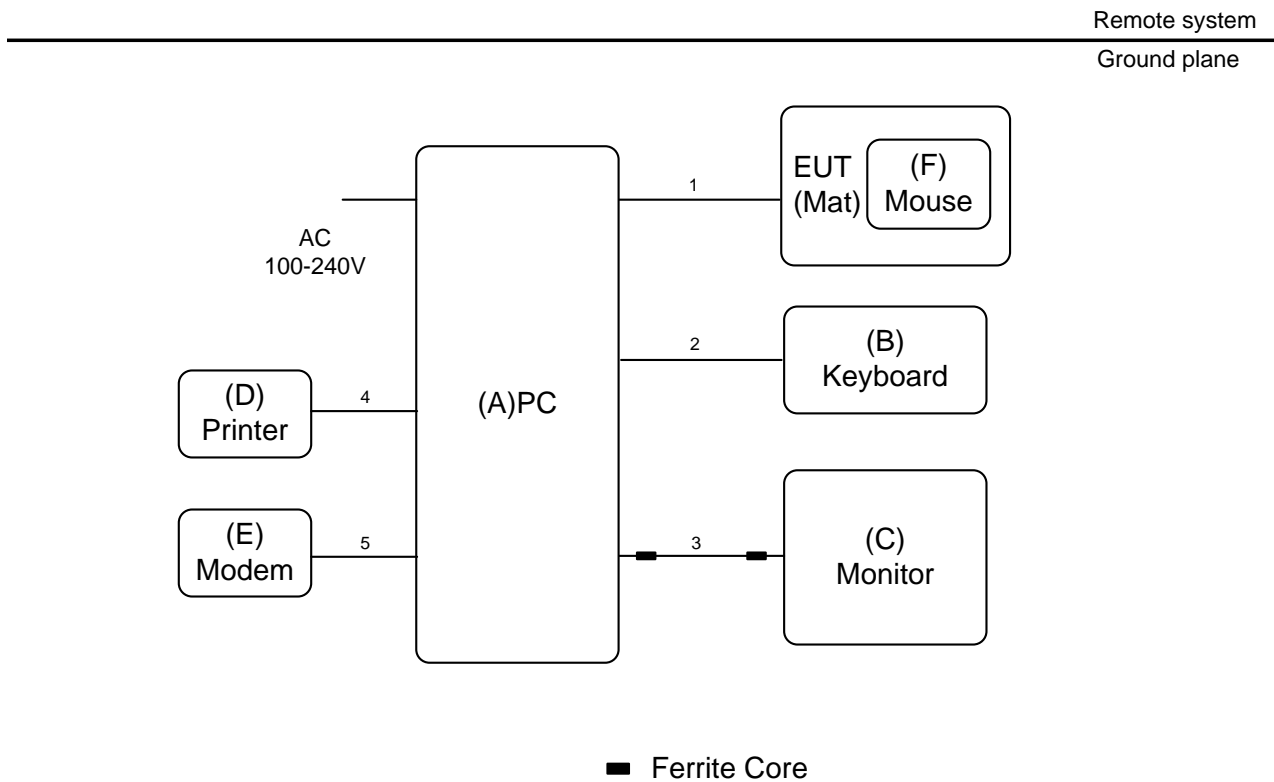 Remote system
Ground plane
EUT
(Mat)
(F)
Mouse
1
AC
100-240V
(B)
Keyboard
2
(A)PC
(D)
Printer
4
(E)
Modem
5
3
(C)
Monitor
Ferrite Core